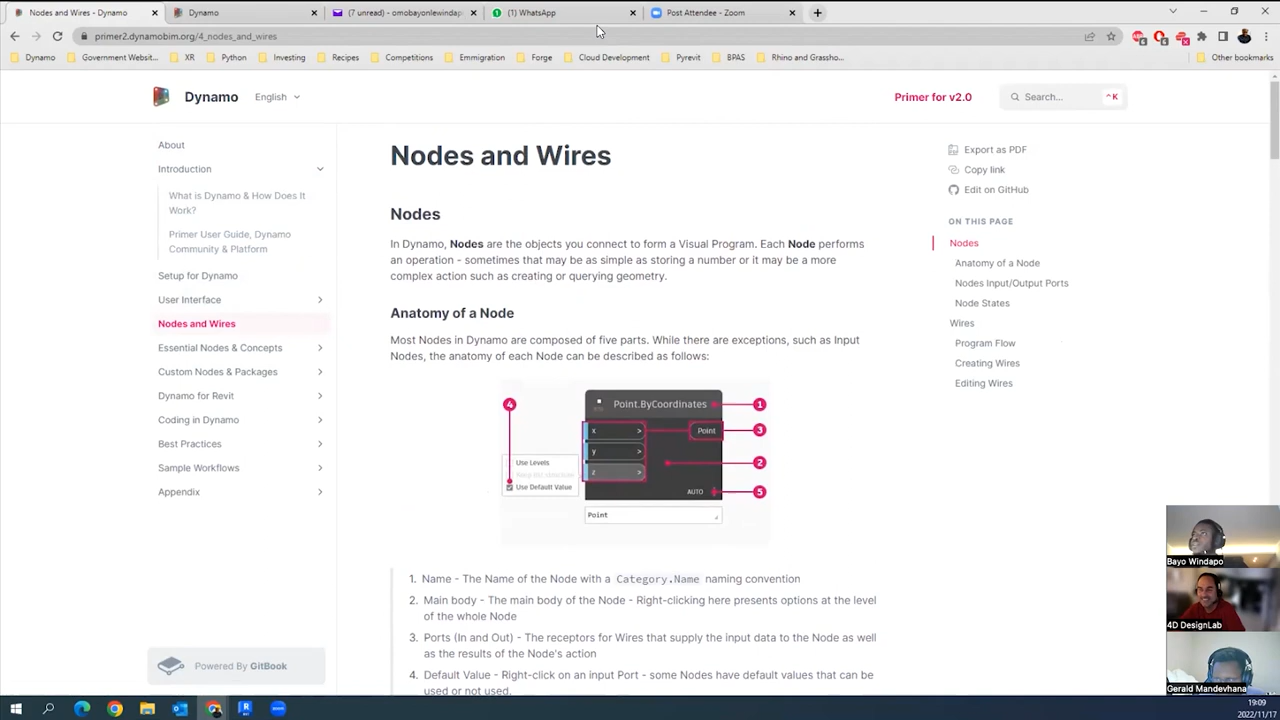 Nodes and Wires - Dynamo
Dynamo
(7 unread) - omobayonlewindap
(1) WhatsApp
Post Attendee - Zoom
primer2.dynamobim.org/4_nodes_and_wires
Dynamo
Government Websit...
XR
Python
Investing
Recipes
Competitions
Emmigration
Forge
Cloud Development
Pyrevit
BPAS
Rhino and Grassho...
Other bookmarks
Dynamo
English
Primer for v2.0
Search...
^K
About
Introduction
What is Dynamo & How Does It
Work?
Primer User Guide, Dynamo
Community & Platform
Setup for Dynamo
User Interface
Nodes and Wires
Essential Nodes & Concepts
Custom Nodes & Packages
Dynamo for Revit
Coding in Dynamo
Best Practices
Sample Workflows
Appendix
Powered By GitBook
Nodes and Wires
Nodes
In Dynamo, Nodes are the objects you connect to form a Visual Program. Each Node performs
an operation - sometimes that may be as simple as storing a number or it may be a more
complex action such as creating or querying geometry.
Anatomy of a Node
Most Nodes in Dynamo are composed of five parts. While there are exceptions, such as Input
Nodes, the anatomy of each Node can be described as follows:
4
Point.ByCoordinates
1
x >
Point
3
y >
Use Levels
2
z >
Keep list structure
Use Default Value
AUTO
5
Point
1. Name - The Name of the Node with a Category.Name naming convention
2. Main body - The main body of the Node - Right-clicking here presents options at the level
of the whole Node
3. Ports (In and Out) - The receptors for Wires that supply the input data to the Node as well
as the results of the Node's action
4. Default Value - Right-click on an input Port - some Nodes have default values that can be
used or not used.
Export as PDF
Copy link
Edit on GitHub
ON THIS PAGE
Nodes
Anatomy of a Node
Nodes Input/Output Ports
Node States
Wires
Program Flow
Creating Wires
Editing Wires
Bayo Windapo
4D DesignLab
Gerald Mandevhana
19:09
2022/11/17